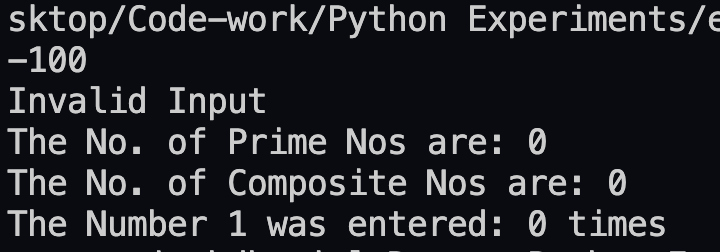 sktop/Code-work/Python Experiments/e
-100
Invalid Input
The No. of Prime Nos are: 0
The No. of Composite Nos are: 0
The Number 1 was entered: 0 times